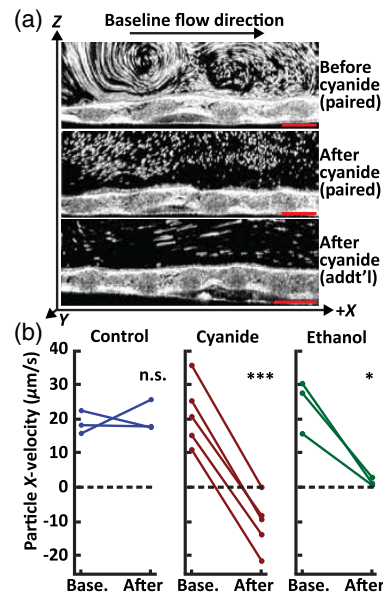 (a)
Baseline flow direction
Z
Before
cyanide
(paired)
After
cyanide
(paired)
After
cyanide
(addt'l)
Y
+X
(b)
Control
Cyanide
Ethanol
Particle X-velocity (μm/s)
40
30
20
10
0
-10
-20
n.s.
***
*
Base. After
Base. After
Base. After